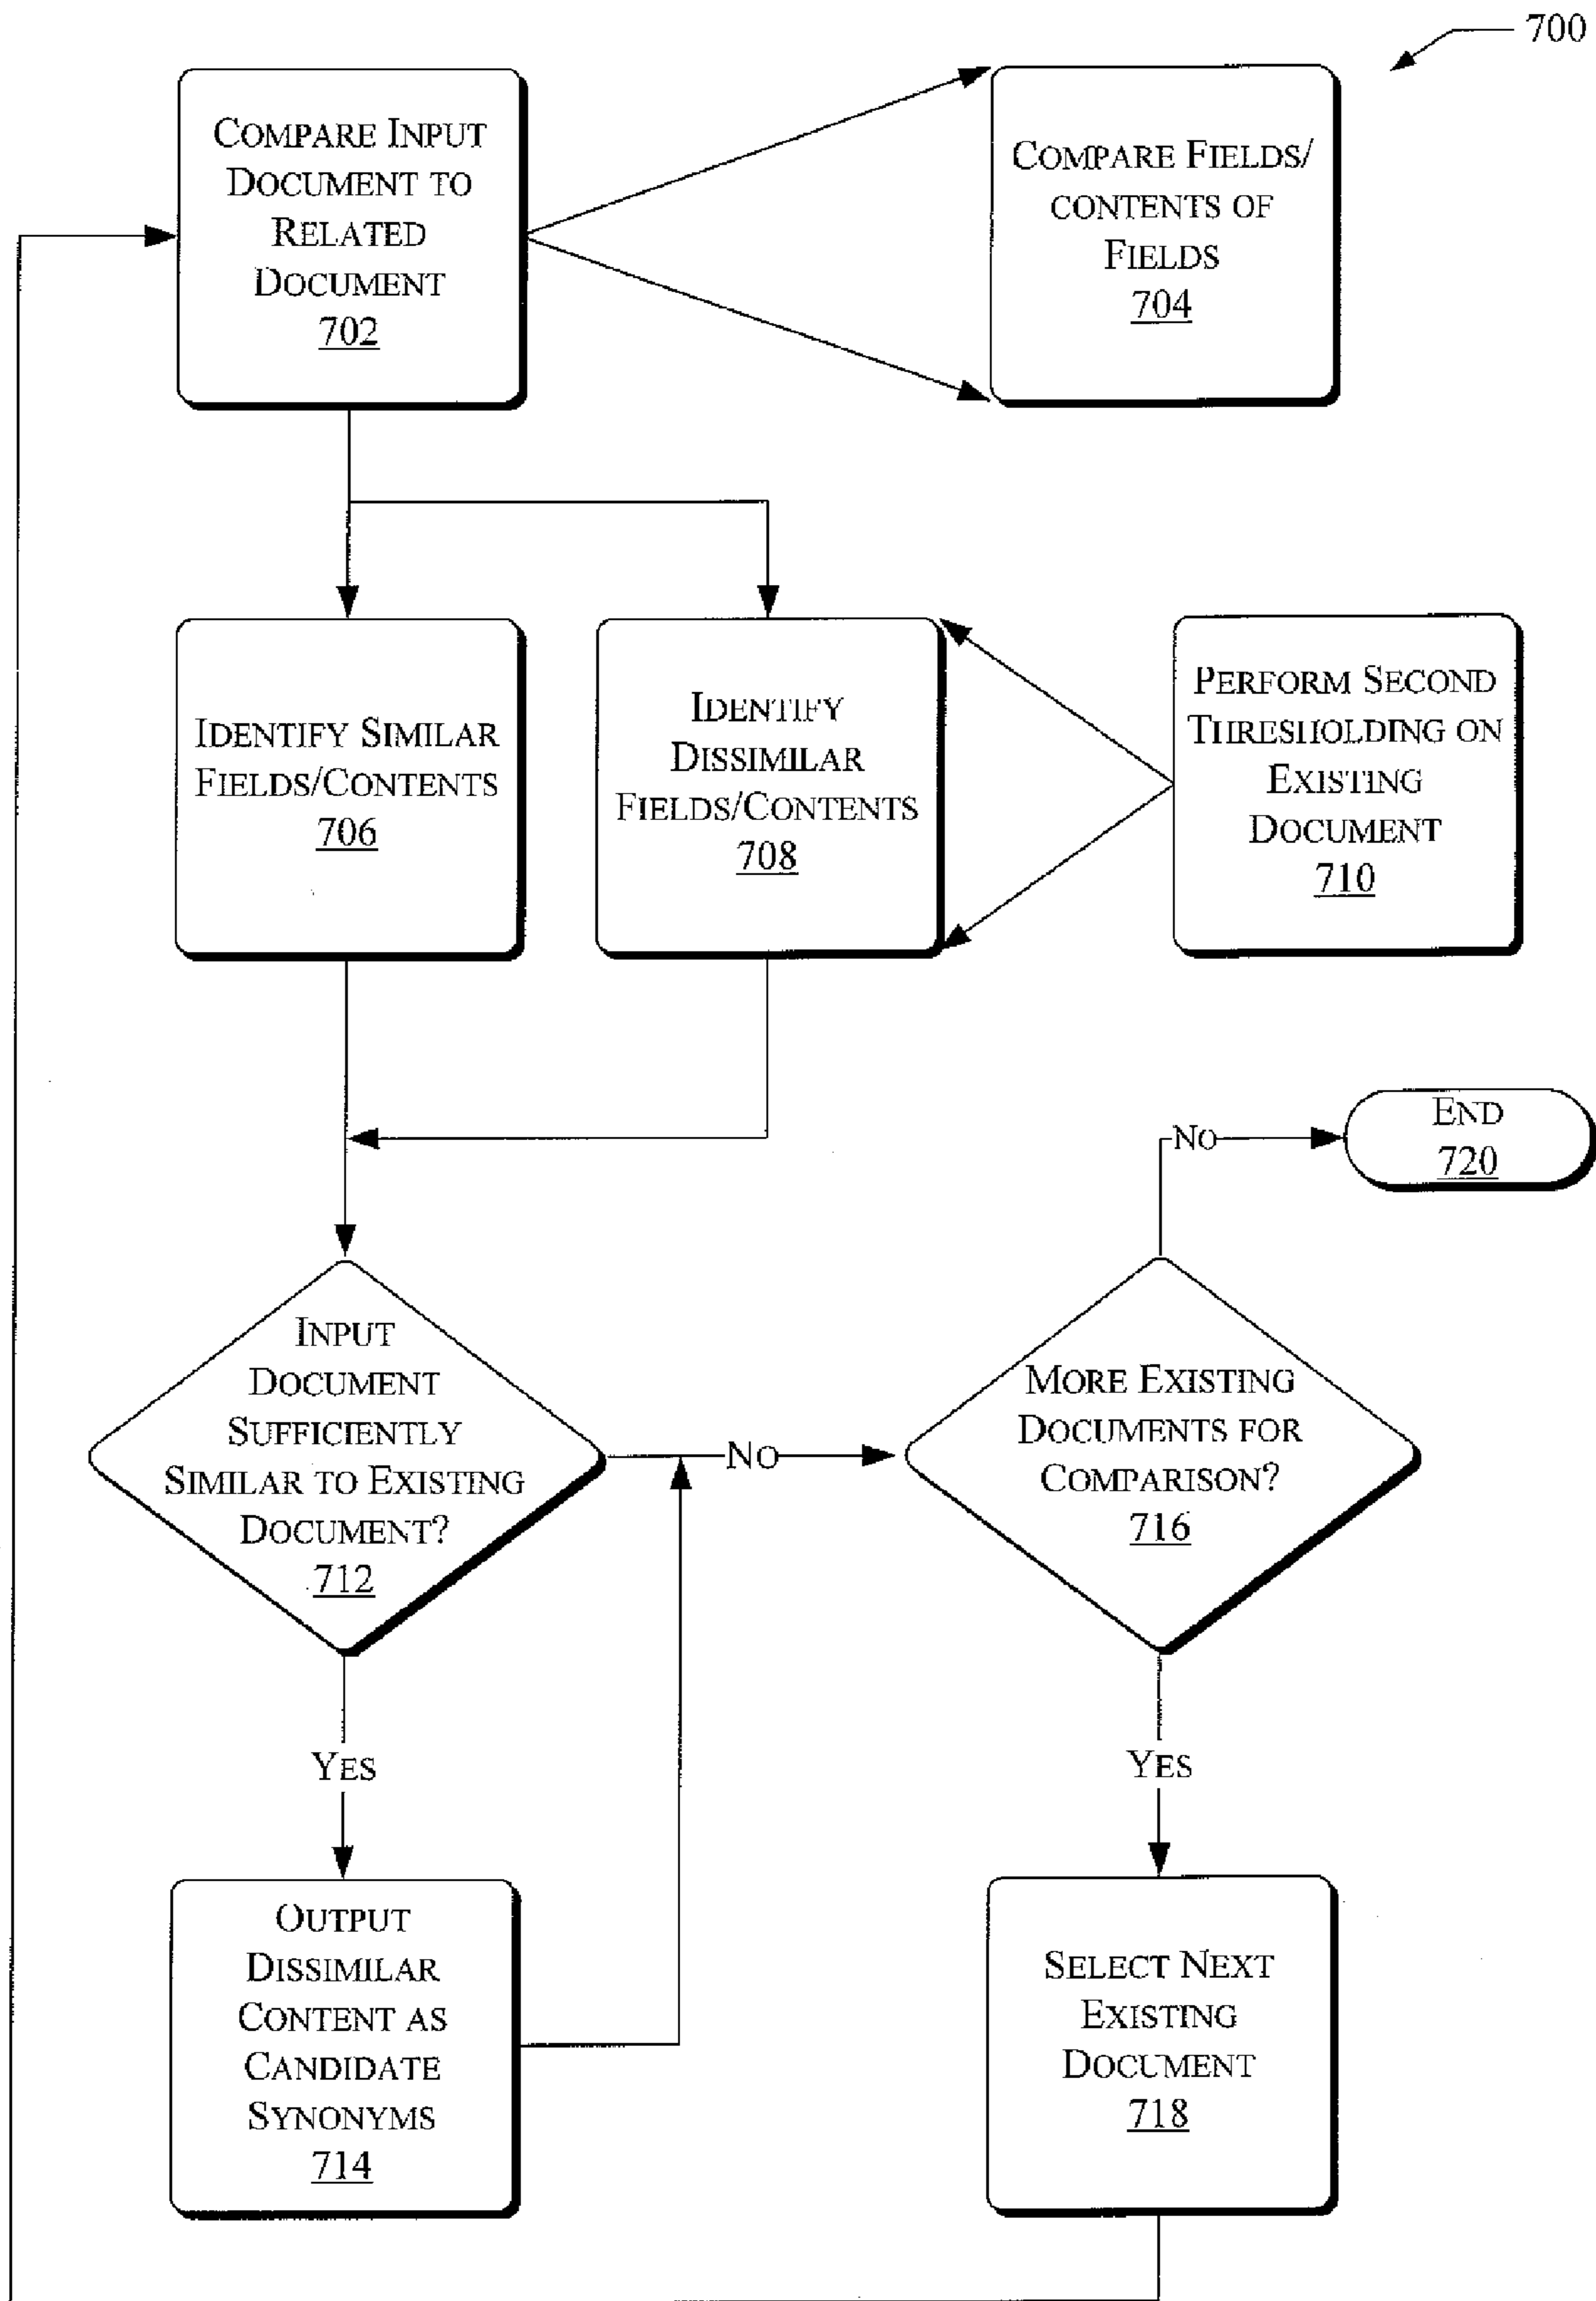 700
COMPARE INPUT
DOCUMENT TO
RELATED
DOCUMENT
702
COMPARE FIELDS/
CONTENTS OF
FIELDS
704
IDENTIFY SIMILAR
FIELDS/CONTENTS
706
IDENTIFY
DISSIMILAR
FIELDS/CONTENTS
708
PERFORM SECOND
THRESHOLDING ON
EXISTING
DOCUMENT
710
END
720
NO
INPUT
DOCUMENT
SUFFICIENTLY
SIMILAR TO EXISTING
DOCUMENT?
712
NO
MORE EXISTING
DOCUMENTS FOR
COMPARISON?
716
YES
YES
OUTPUT
DISSIMILAR
CONTENT AS
CANDIDATE
SYNONYMS
714
SELECT NEXT
EXISTING
DOCUMENT
718